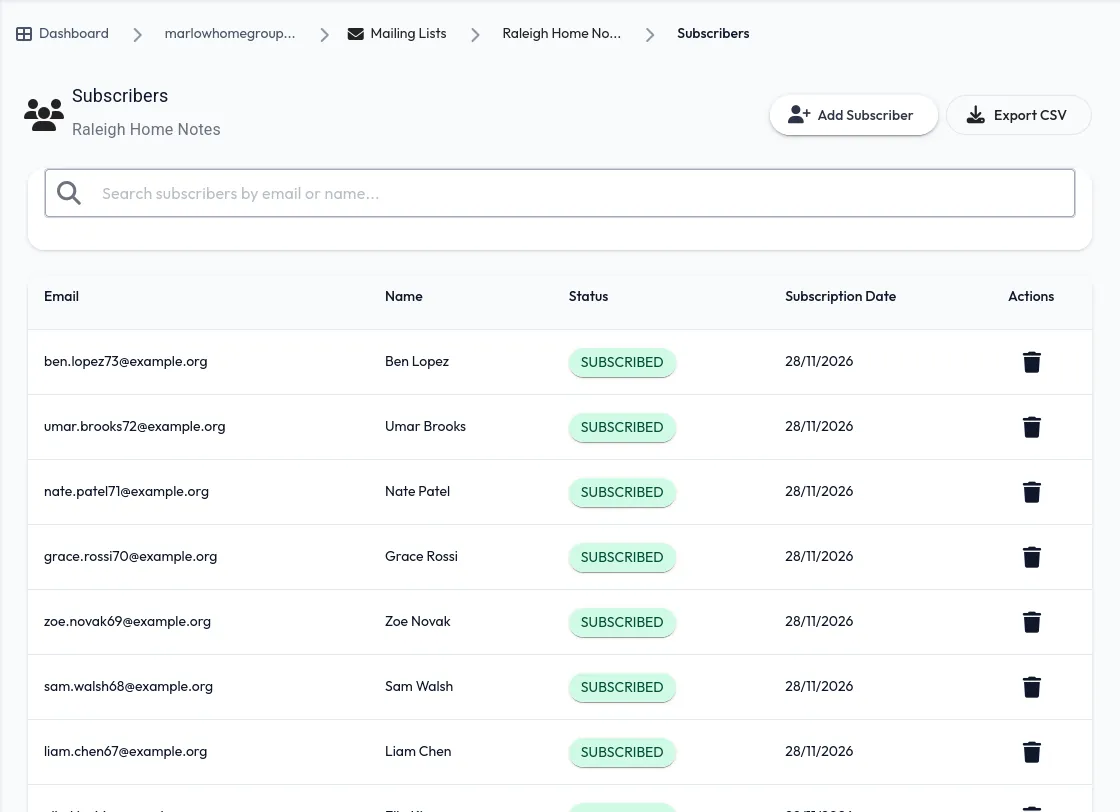 Dashboard > marlowhomegroup... > Mailing Lists > Raleigh Home No... > Subscribers
Subscribers
Raleigh Home Notes
Add Subscriber
Export CSV
Search subscribers by email or name...
Email Name Status Subscription Date Actions
ben.lopez73@example.org Ben Lopez SUBSCRIBED 28/11/2026
umar.brooks72@example.org Umar Brooks SUBSCRIBED 28/11/2026
nate.patel71@example.org Nate Patel SUBSCRIBED 28/11/2026
grace.rossi70@example.org Grace Rossi SUBSCRIBED 28/11/2026
zoe.novak69@example.org Zoe Novak SUBSCRIBED 28/11/2026
sam.walsh68@example.org Sam Walsh SUBSCRIBED 28/11/2026
liam.chen67@example.org Liam Chen SUBSCRIBED 28/11/2026